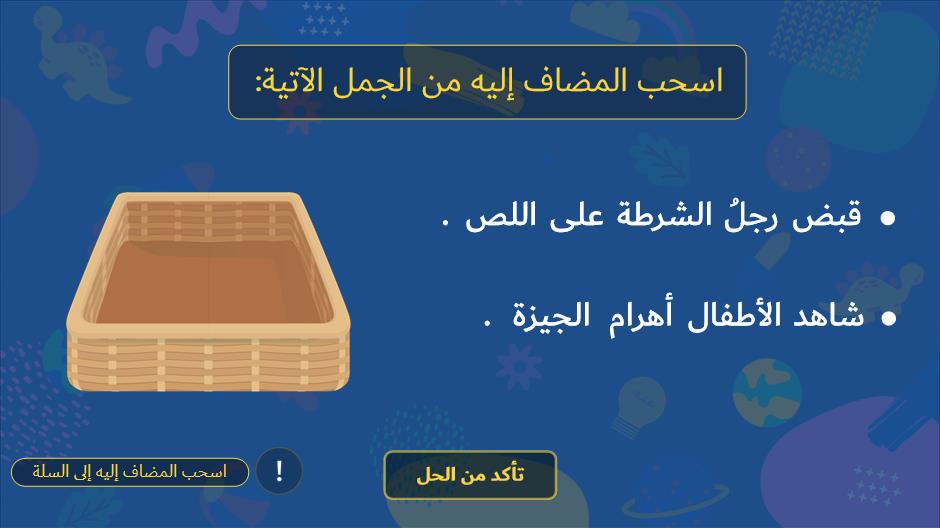 اسحب المضاف إليه من الجمل الآتية:
● قبض رجلُ الشرطة على اللص .
● شاهد الأطفال أهرام الجيزة .
تأكد من الحل
!
اسحب المضاف إليه إلى السلة